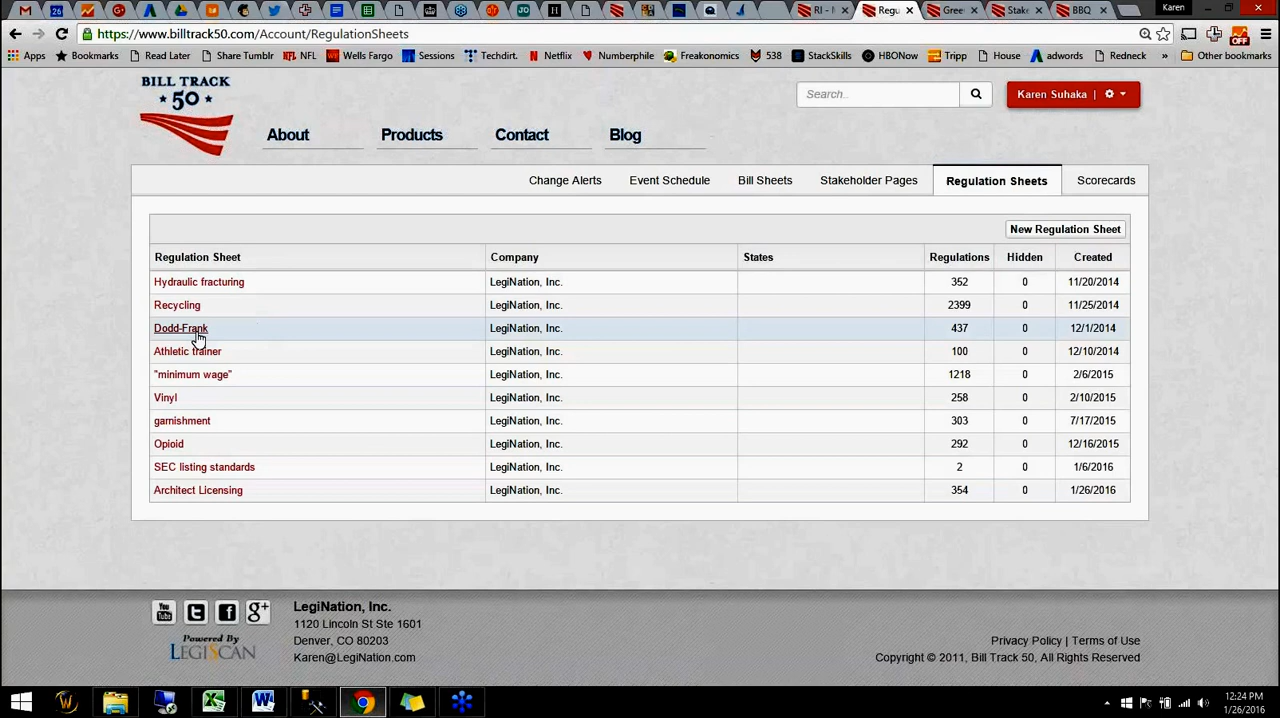 RI - I
Regu
Gree
Stake
BBQ
Karen
https://www.billtrack50.com/Account/RegulationSheets
Apps Bookmarks Read Later Share Tumblr NFL Wells Fargo Sessions Techdirt. Netflix Numberphile Freakonomics 538 StackSkills HBONow Tripp House adwords Redneck » Other bookmarks
BILL TRACK
50
Search..
Karen Suhaka |
About Products Contact Blog
Change Alerts Event Schedule Bill Sheets Stakeholder Pages Regulation Sheets Scorecards
New Regulation Sheet
Regulation Sheet Company States Regulations Hidden Created
Hydraulic fracturing LegiNation, Inc. 352 0 11/20/2014
Recycling LegiNation, Inc. 2399 0 11/25/2014
Dodd-Frank LegiNation, Inc. 437 0 12/1/2014
Athletic trainer LegiNation, Inc. 100 0 12/10/2014
"minimum wage" LegiNation, Inc. 1218 0 2/6/2015
Vinyl LegiNation, Inc. 258 0 2/10/2015
garnishment LegiNation, Inc. 303 0 7/17/2015
Opioid LegiNation, Inc. 292 0 12/16/2015
SEC listing standards LegiNation, Inc. 2 0 1/6/2016
Architect Licensing LegiNation, Inc. 354 0 1/26/2016
You Tube
Powered By
LEGISCAN
LegiNation, Inc.
1120 Lincoln St Ste 1601
Denver, CO 80203
Karen@LegiNation.com
Privacy Policy | Terms of Use
Copyright © 2011, Bill Track 50, All Rights Reserved
12:24 PM
1/26/2016